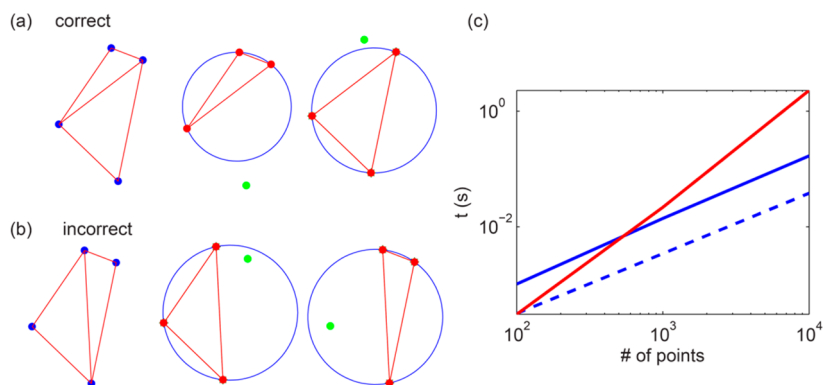 (a) correct
(b) incorrect
(c)
t (s)
10^0
10^-2
10^2
10^3
10^4
# of points